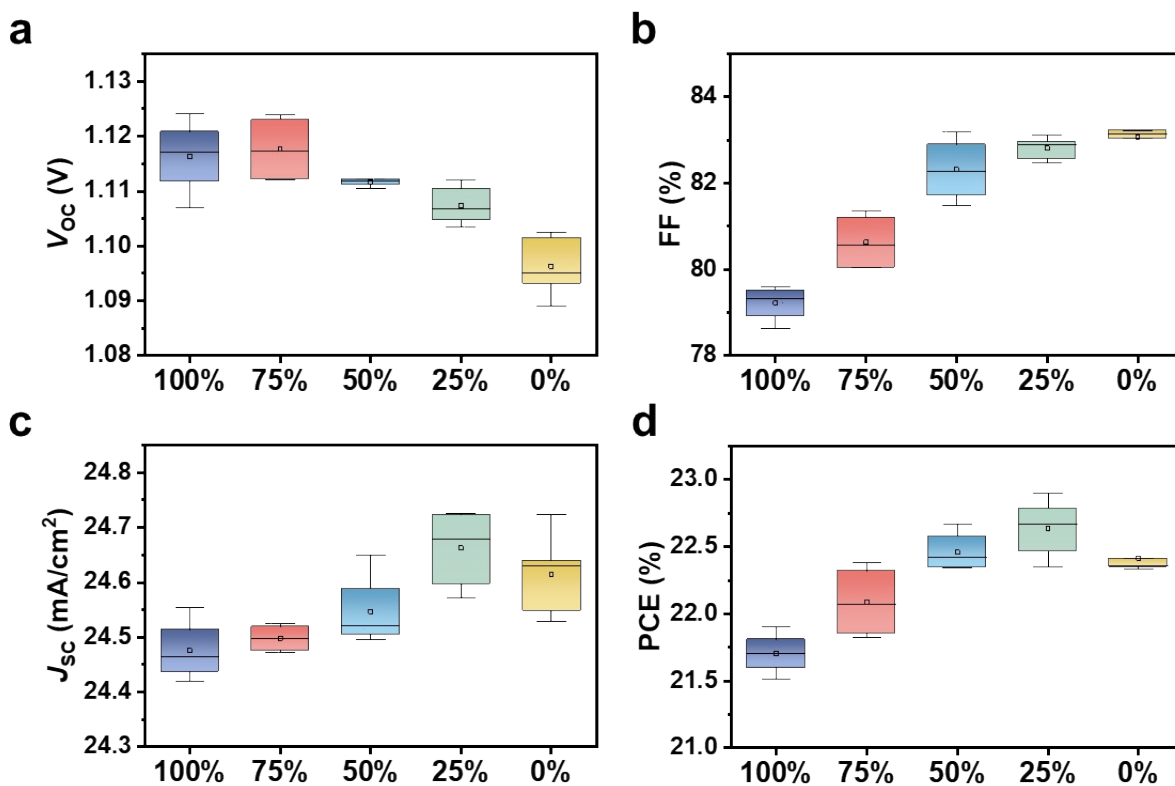 a
V_OC (V)
1.13
1.12
1.11
1.10
1.09
1.08
100% 75% 50% 25% 0%
b
FF (%)
84
82
80
78
100% 75% 50% 25% 0%
c
J_SC (mA/cm²)
24.8
24.7
24.6
24.5
24.4
24.3
100% 75% 50% 25% 0%
d
PCE (%)
23.0
22.5
22.0
21.5
21.0
100% 75% 50% 25% 0%